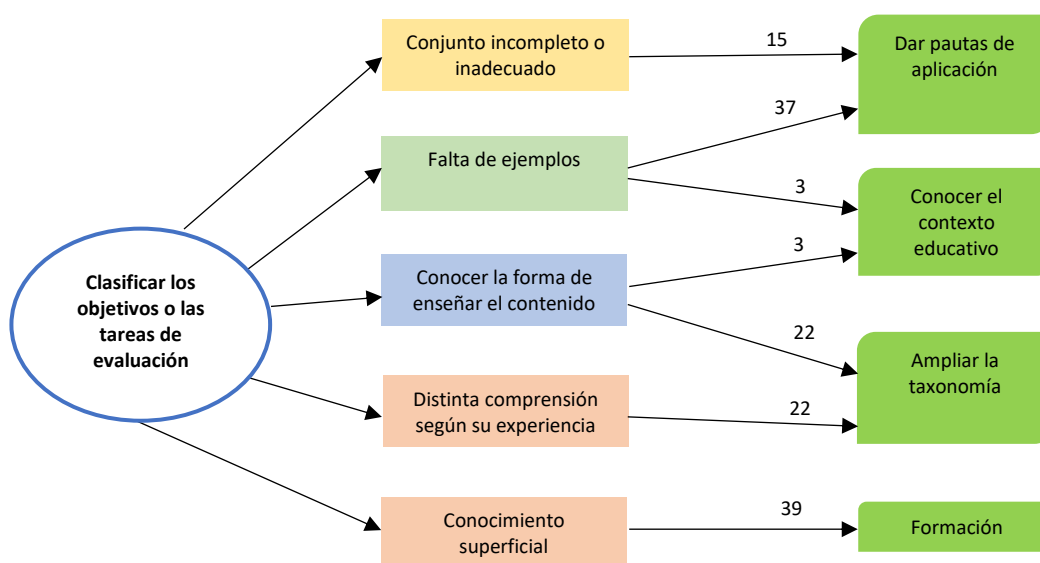 Clasificar los
objetivos o las
tareas de
evaluación
Conjunto incompleto o
inadecuado
Falta de ejemplos
Conocer la forma de
enseñar el contenido
Distinta comprensión
según su experiencia
Conocimiento
superficial
15
37
3
3
22
22
39
Dar pautas de
aplicación
Conocer el
contexto
educativo
Ampliar la
taxonomía
Formación